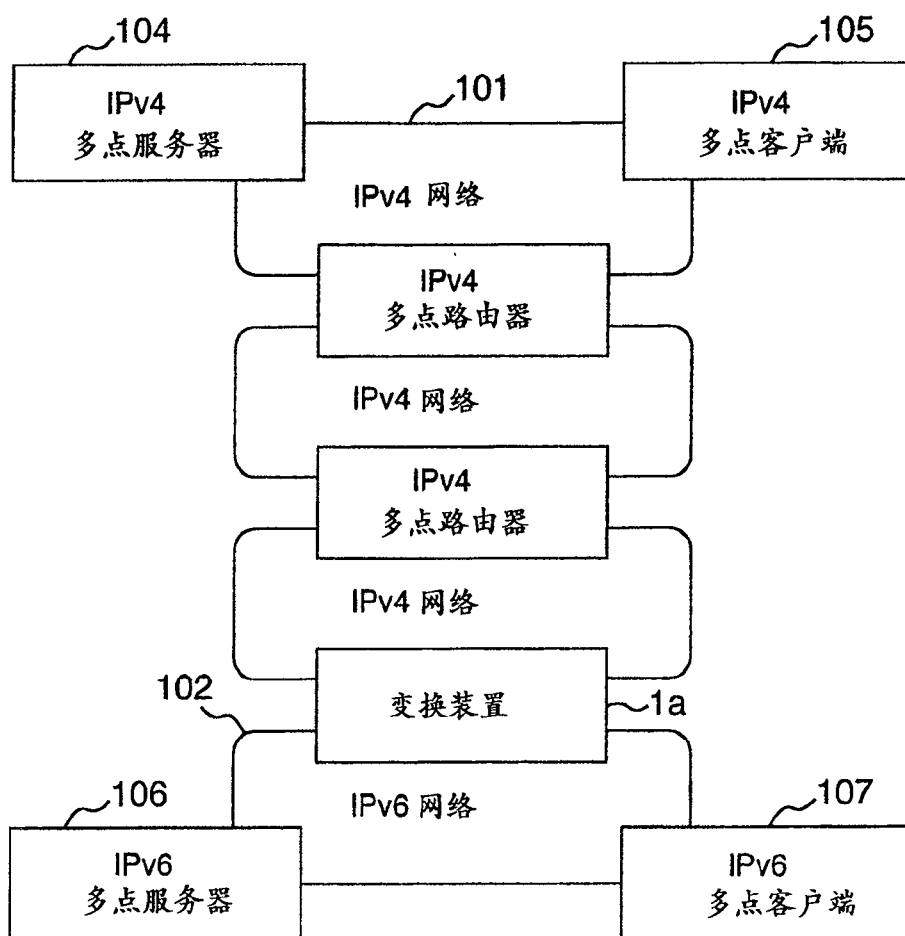 104
105
IPv4
多点服务器
101
IPv4
多点客户端
IPv4 网络
IPv4
多点路由器
IPv4 网络
IPv4
多点路由器
IPv4 网络
102
变换装置
1a
106
IPv6 网络
107
IPv6
多点服务器
IPv6
多点客户端